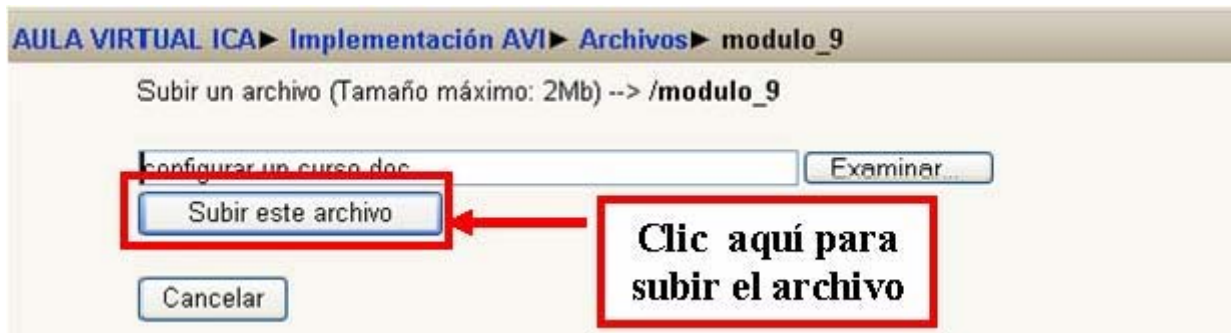 AULA VIRTUAL ICA► Implementación AVI► Archivos► modulo_9
Subir un archivo (Tamaño máximo: 2Mb) --> /modulo_9
configurar un curso.doc
Examinar...
Subir este archivo
Clic aquí para
subir el archivo
Cancelar